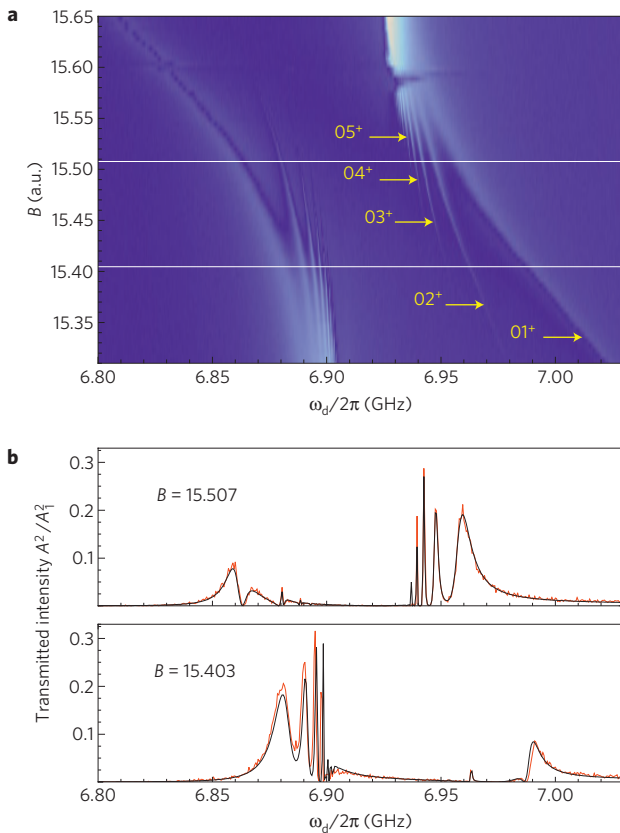 a
15.65
15.60
15.55
15.50
15.45
15.40
15.35
B (a.u.)
05⁺
04⁺
03⁺
02⁺
01⁺
6.80 6.85 6.90 6.95 7.00
ω_d/2π (GHz)
b
0.3
0.2
0.1
B = 15.507
0.3
0.2
0.1
B = 15.403
Transmitted intensity A²/A₁²
6.80 6.85 6.90 6.95 7.00
ω_d/2π (GHz)